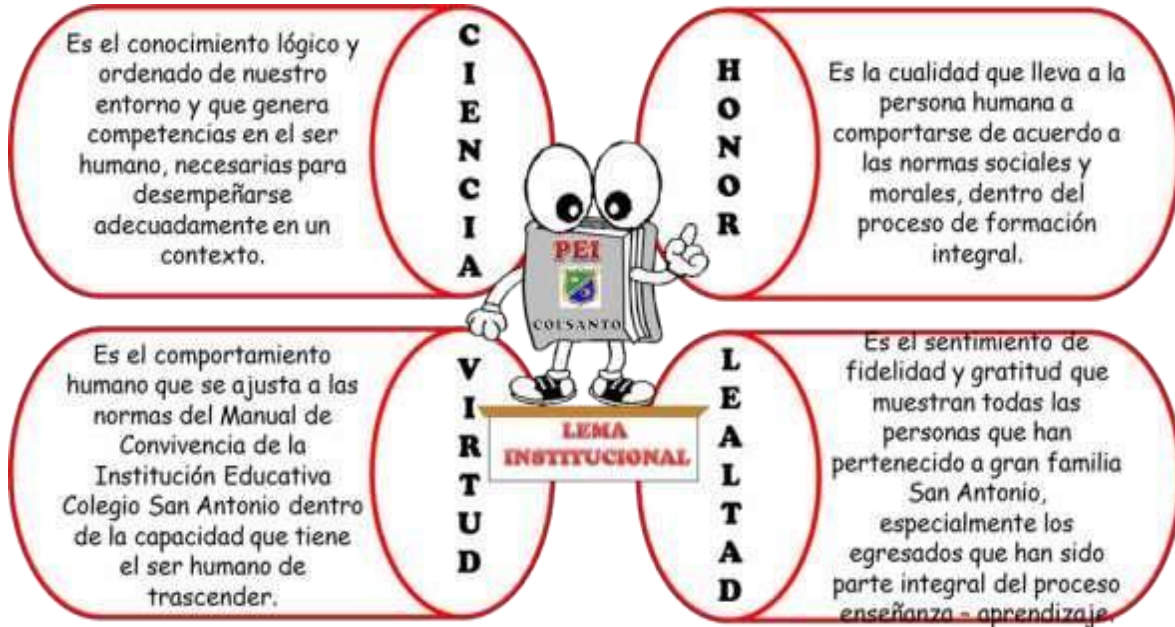 Es el conocimiento lógico y
ordenado de nuestro
entorno y que genera
competencias en el ser
humano, necesarias para
desempeñarse
adecuadamente en un
contexto.
CIENCIA
HONOR
Es la cualidad que lleva a la
persona humana a
comportarse de acuerdo a
las normas sociales y
morales, dentro del
proceso de formación
integral.
PEI
COLSANTO
LEMA
INSTITUCIONAL
Es el comportamiento
humano que se ajusta a las
normas del Manual de
Convivencia de la
Institución Educativa
Colegio San Antonio dentro
de la capacidad que tiene
el ser humano de
trascender.
VIRTUD
LEALTAD
Es el sentimiento de
fidelidad y gratitud que
muestran todas las
personas que han
pertenecido a gran familia
San Antonio,
especialmente los
egresados que han sido
parte integral del proceso
enseñanza - aprendizaje.